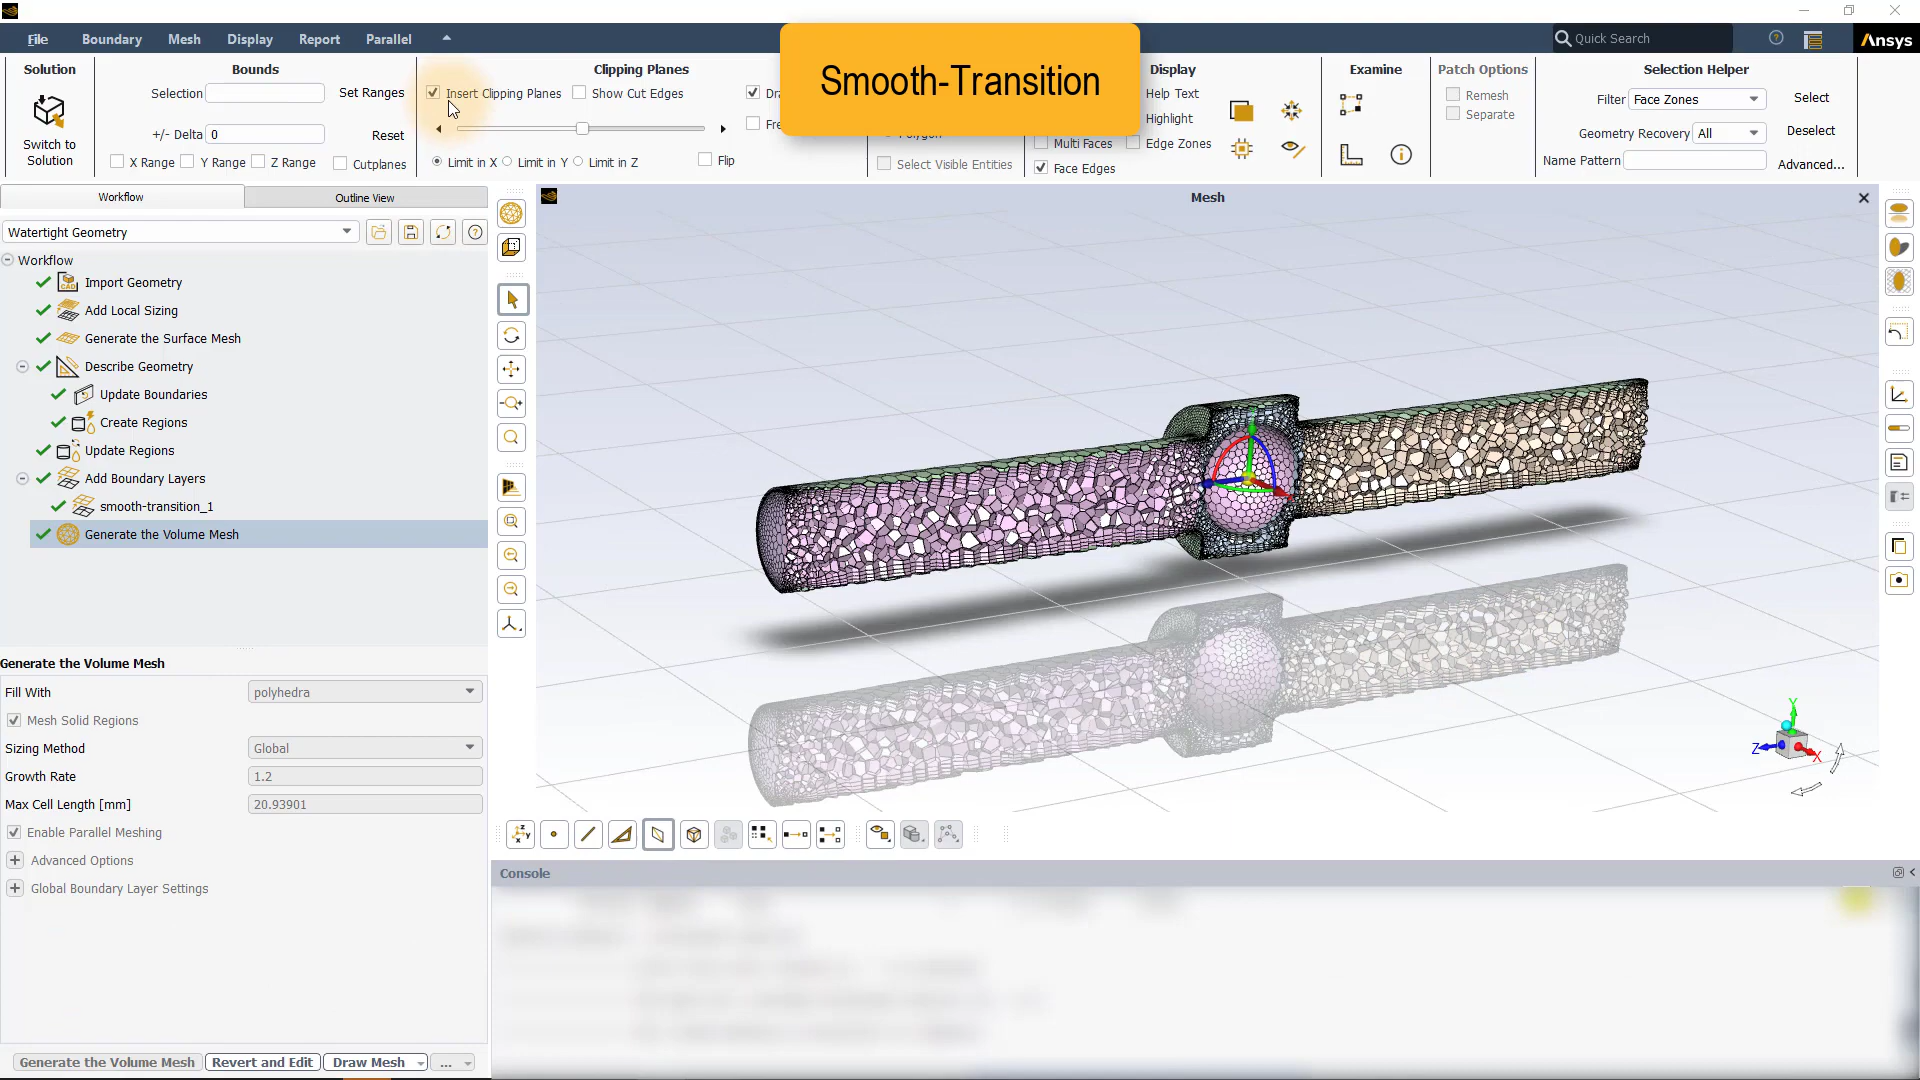 File
Boundary
Mesh
Display
Report
Parallel
Quick Search
Ansys
Smooth-Transition
Solution
Bounds
Clipping Planes
Display
Examine
Patch Options
Selection Helper
Selection
Set Ranges
Insert Clipping Planes
Show Cut Edges
Help Text
Remesh
Filter
Face Zones
Select
+/- Delta
0
Reset
Highlight
Separate
Geometry Recovery
All
Deselect
Switch to
Solution
X Range
Y Range
Z Range
Cutplanes
Limit in X
Limit in Y
Limit in Z
Flip
Select Visible Entities
Multi Faces
Edge Zones
Face Edges
Name Pattern
Advanced...
Workflow
Outline View
Mesh
Watertight Geometry
Workflow
Import Geometry
Add Local Sizing
Generate the Surface Mesh
Describe Geometry
Update Boundaries
Create Regions
Update Regions
Add Boundary Layers
smooth-transition_1
Generate the Volume Mesh
Generate the Volume Mesh
Fill With
polyhedra
Mesh Solid Regions
Sizing Method
Global
Growth Rate
1.2
Max Cell Length [mm]
20.93901
Enable Parallel Meshing
Advanced Options
Global Boundary Layer Settings
Y
Z
X
Console
Generate the Volume Mesh
Revert and Edit
Draw Mesh
...